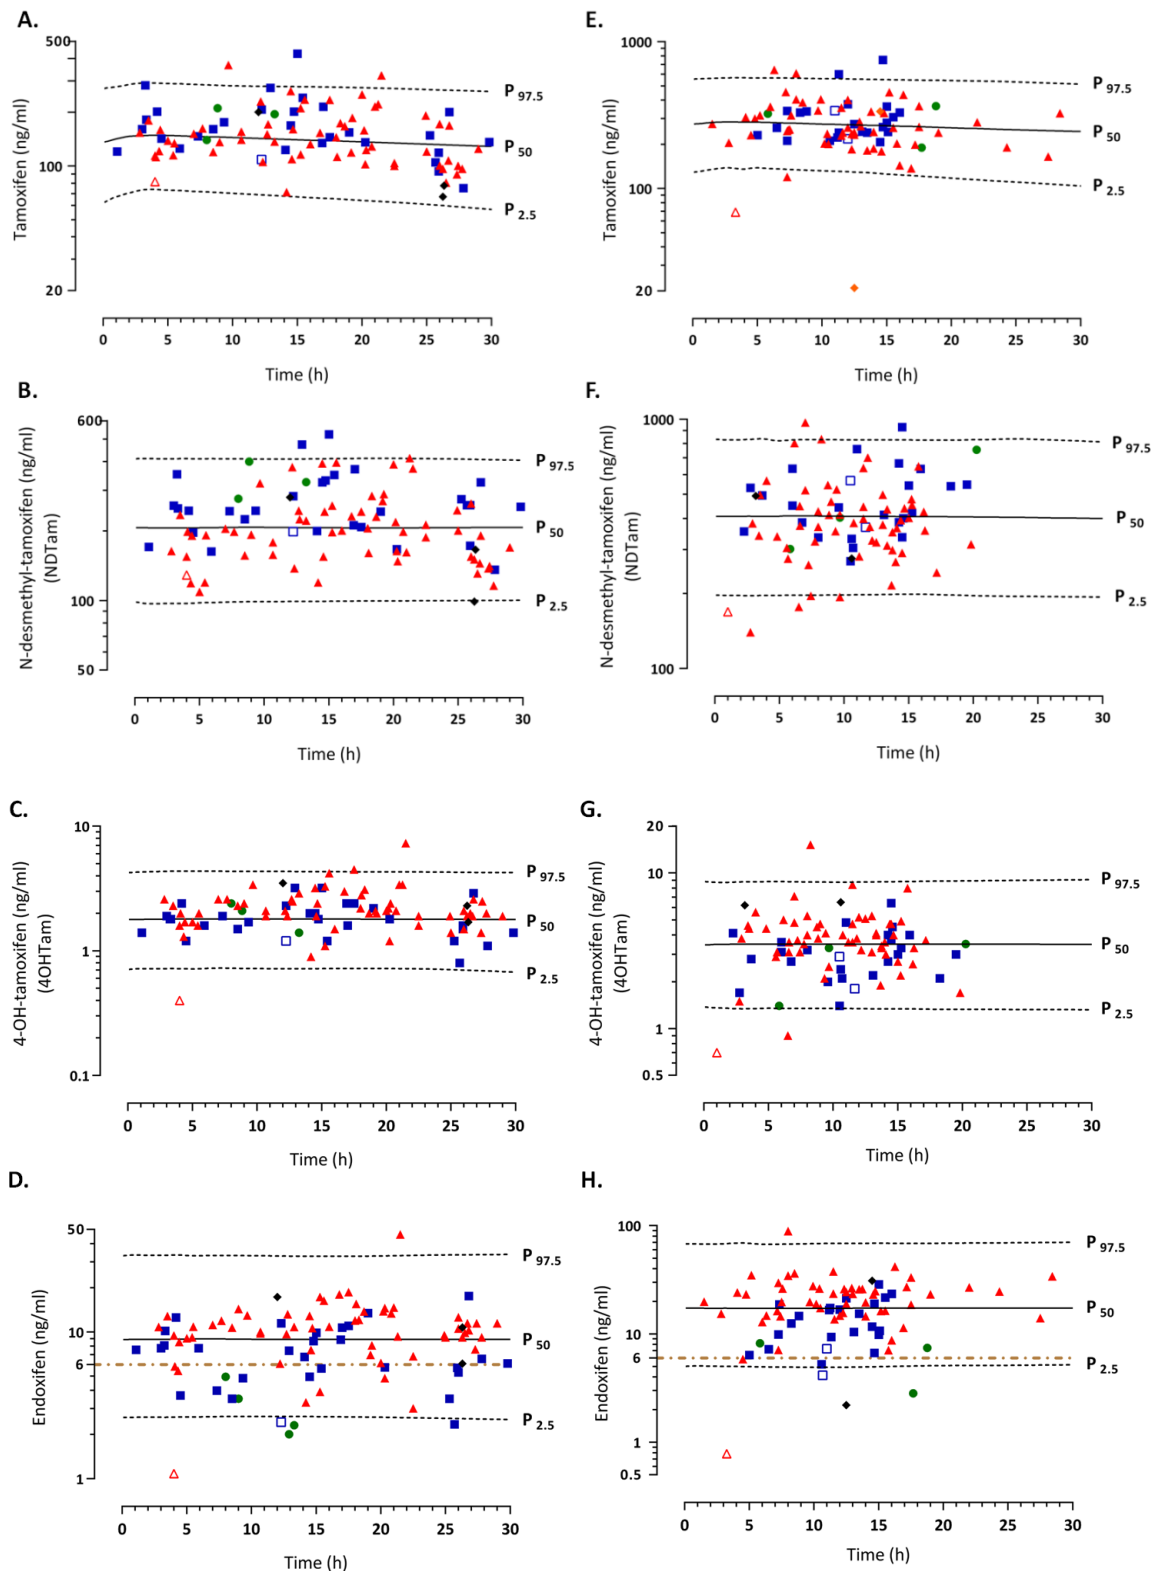 A.
500
100
20
Tamoxifen (ng/ml)
P 97.5
P 50
P 2.5
0 5 10 15 20 25 30
Time (h)
E.
1000
100
20
Tamoxifen (ng/ml)
P 97.5
P 50
P 2.5
0 5 10 15 20 25 30
Time (h)
B.
600
100
50
N-desmethyl-tamoxifen (ng/ml)
(NDTam)
P 97.5
P 50
P 2.5
0 5 10 15 20 25 30
Time (h)
F.
1000
100
N-desmethyl-tamoxifen (ng/ml)
(NDTam)
P 97.5
P 50
P 2.5
0 5 10 15 20 25 30
Time (h)
C.
10
1
0.1
4-OH-tamoxifen (ng/ml)
(4OHTam)
P 97.5
P 50
P 2.5
0 5 10 15 20 25 30
Time (h)
G.
20
10
1
0.5
4-OH-tamoxifen (ng/ml)
(4OHTam)
P 97.5
P 50
P 2.5
0 5 10 15 20 25 30
Time (h)
D.
50
10
6
1
Endoxifen (ng/ml)
P 97.5
P 50
P 2.5
0 5 10 15 20 25 30
Time (h)
H.
100
10
6
1
0.5
Endoxifen (ng/ml)
P 97.5
P 50
P 2.5
0 5 10 15 20 25 30
Time (h)